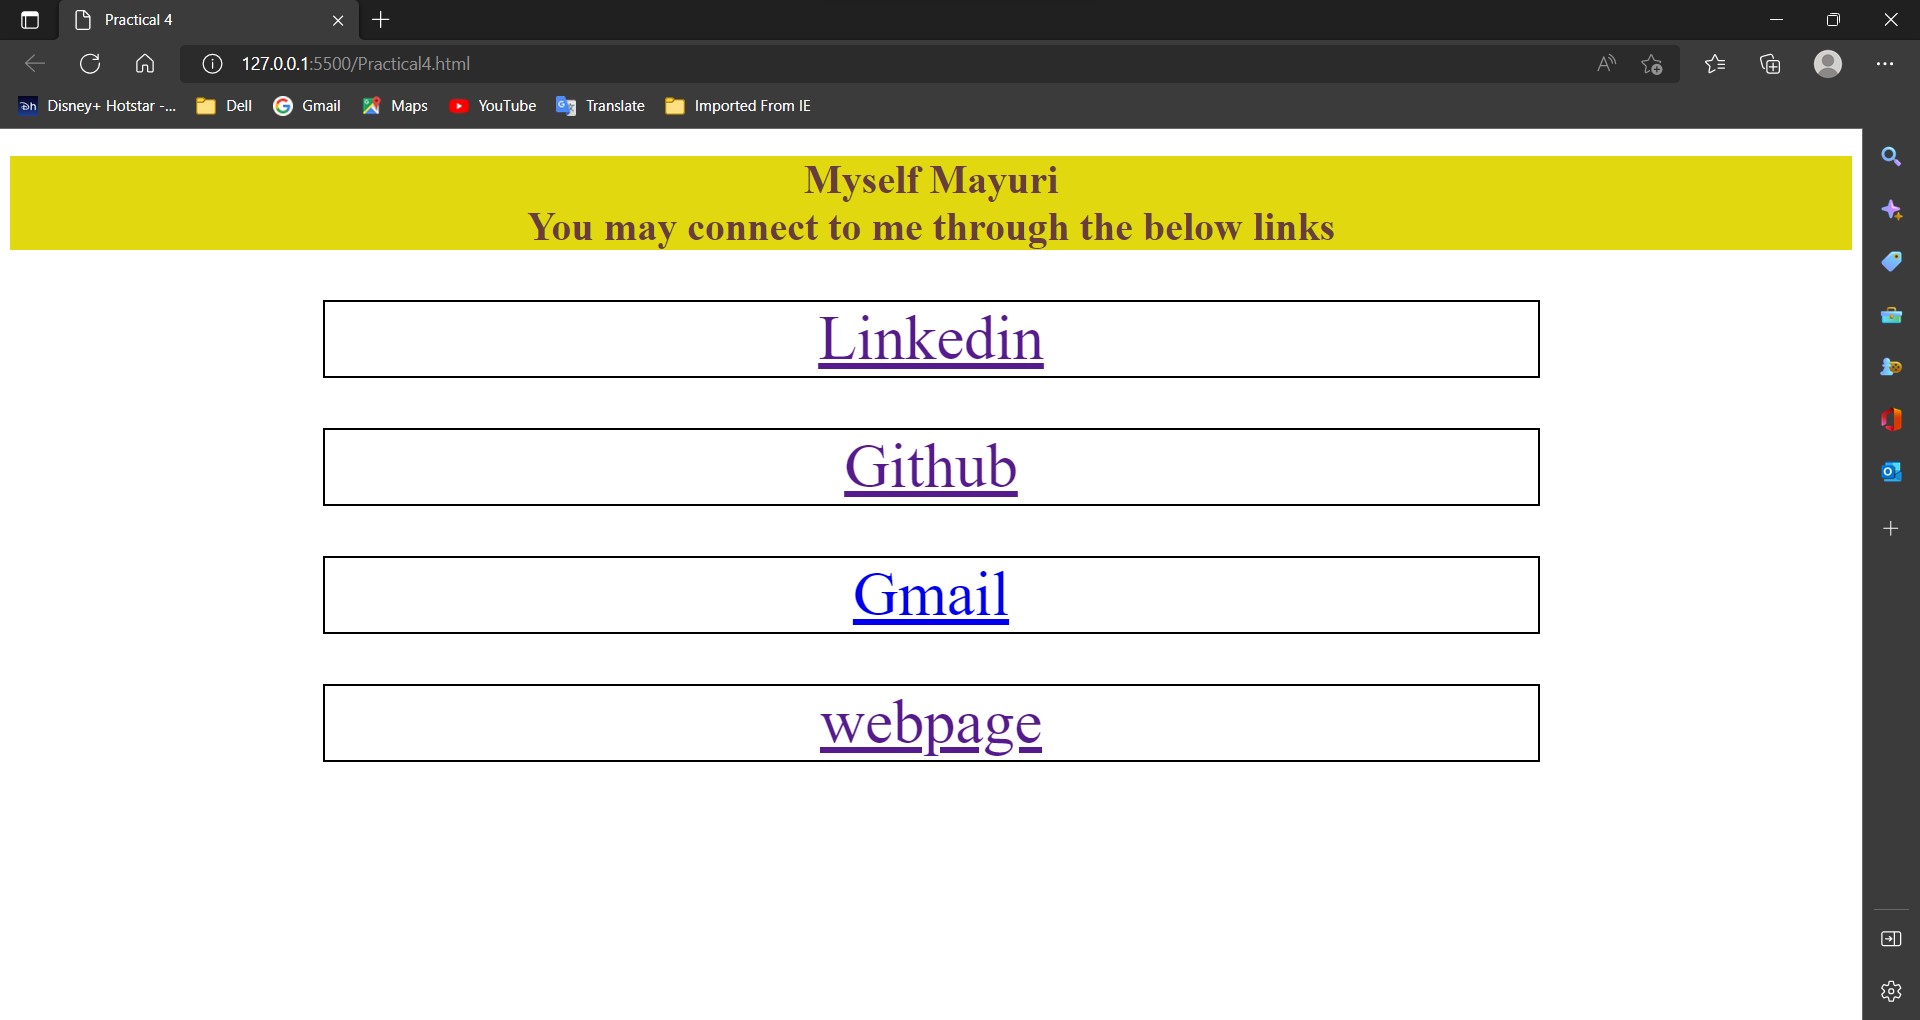 Practical 4
127.0.0.1:5500/Practical4.html
Disney+ Hotstar -... Dell Gmail Maps YouTube Translate Imported From IE
Myself Mayuri
You may connect to me through the below links
Linkedin
Github
Gmail
webpage